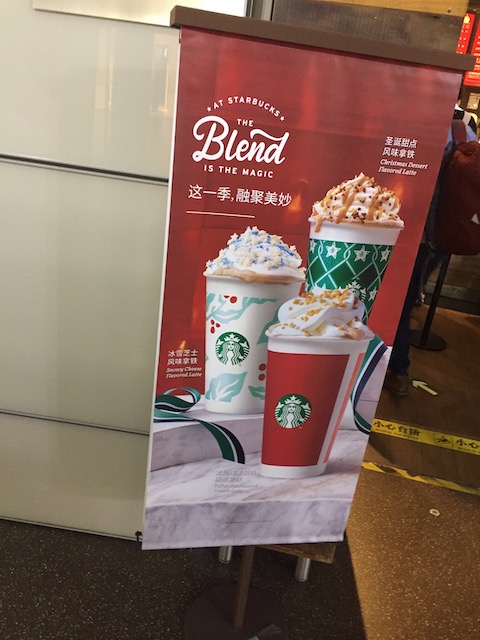 AT STARBUCKS
THE
Blend
IS THE MAGIC
这一季,融聚美妙
圣诞甜点
风味拿铁
Christmas Dessert
Flavored Latte
冰雪芝士
风味拿铁
Snowy Cheese
Flavored Latte
小心台阶
小心